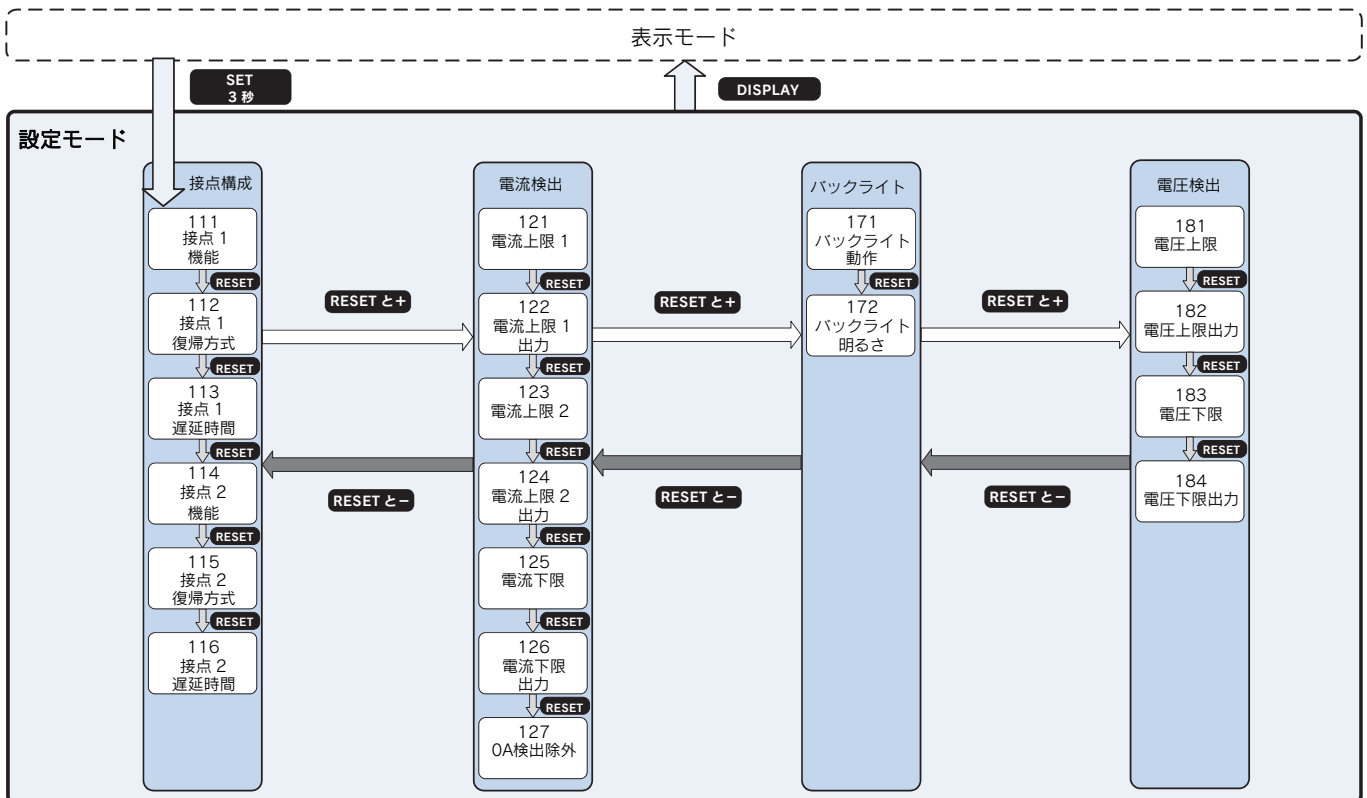 表示モード
SET
3 秒
DISPLAY
設定モード
接点構成
111
接点 1
機能
RESET
112
接点 1
復帰方式
RESET
113
接点 1
遅延時間
RESET
114
接点 2
機能
RESET
115
接点 2
復帰方式
RESET
116
接点 2
遅延時間
RESET と+
RESET と−
電流検出
121
電流上限 1
RESET
122
電流上限 1
出力
RESET
123
電流上限 2
RESET
124
電流上限 2
出力
RESET
125
電流下限
RESET
126
電流下限
出力
RESET
127
0A検出除外
RESET と+
RESET と−
バックライト
171
バックライト
動作
RESET
172
バックライト
明るさ
RESET と+
RESET と−
電圧検出
181
電圧上限
RESET
182
電圧上限出力
RESET
183
電圧下限
RESET
184
電圧下限出力